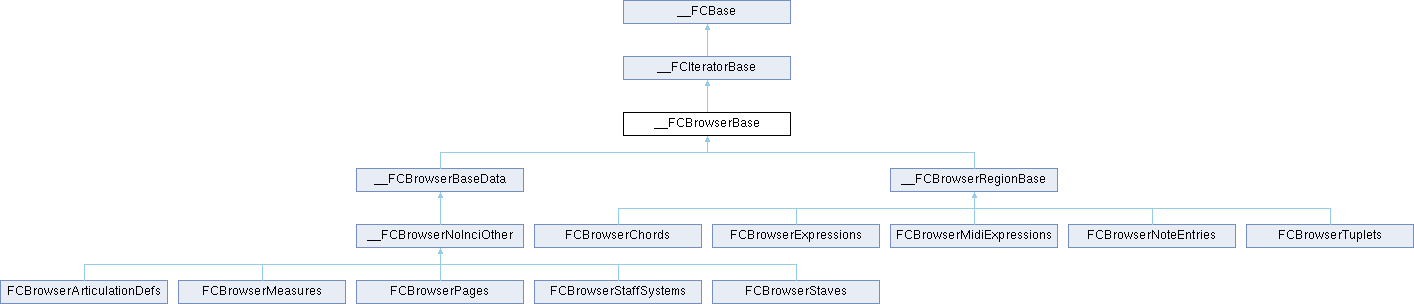 __FCBase
__FCIteratorBase
__FCBrowserBase
__FCBrowserBaseData
__FCBrowserRegionBase
__FCBrowserNoInciOther
FCBrowserChords
FCBrowserExpressions
FCBrowserMidiExpressions
FCBrowserNoteEntries
FCBrowserTuplets
FCBrowserArticulationDefs
FCBrowserMeasures
FCBrowserPages
FCBrowserStaffSystems
FCBrowserStaves